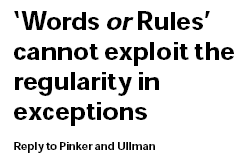 ‘Words or Rules’
cannot exploit the
regularity in
exceptions
Reply to Pinker and Ullman